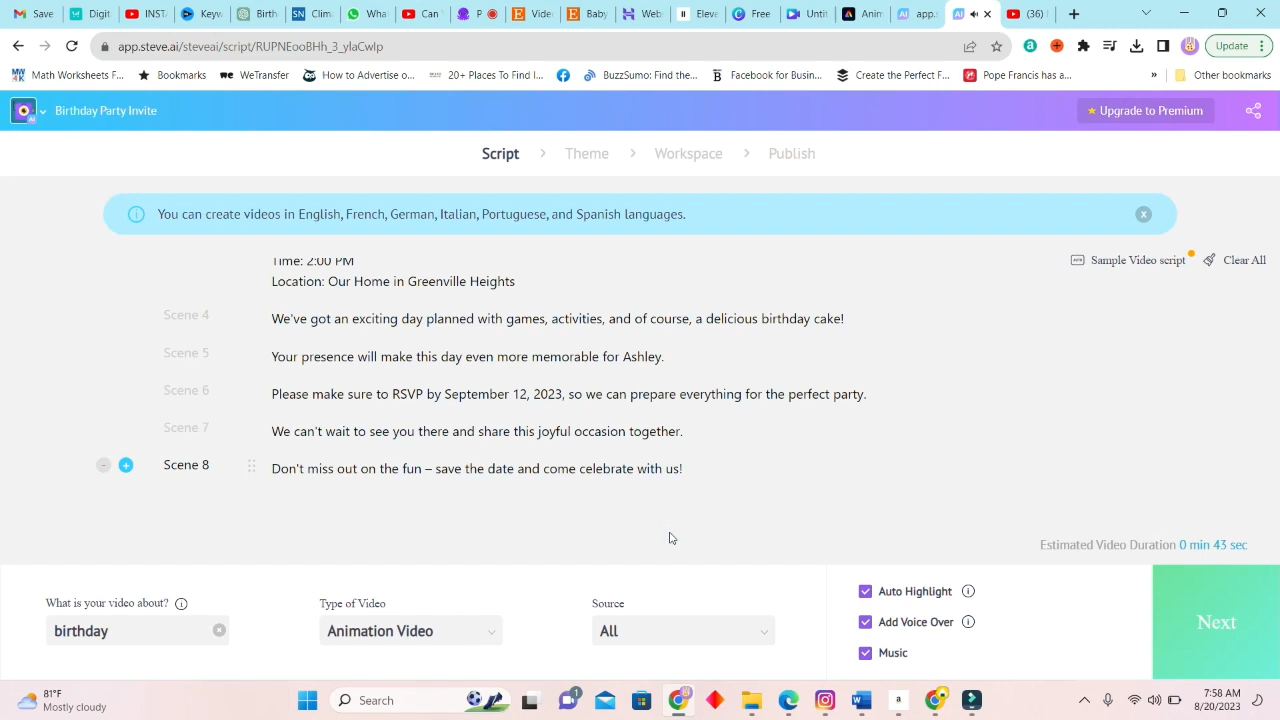 Save
Digit
INST
Keyw
Birth
Clim
What
Can
P
Vide
Baby
Web
Eleve
Free
Unti
Anin
app.s
(36)
app.steve.ai/steveai/script/RUPNEooBHh_3_ylaCwlp
Update
Math Worksheets F...
Bookmarks
we WeTransfer
How to Advertise o...
20+ Places To Find I...
BuzzSumo: Find the...
Facebook for Busin...
Create the Perfect F...
Pope Francis has a...
»
Other bookmarks
Birthday Party Invite
Upgrade to Premium
Script > Theme > Workspace > Publish
You can create videos in English, French, German, Italian, Portuguese, and Spanish languages.
X
Time: 2:00 PM
Sample Video script
Clear All
Location: Our Home in Greenville Heights
Scene 4
We've got an exciting day planned with games, activities, and of course, a delicious birthday cake!
Scene 5
Your presence will make this day even more memorable for Ashley.
Scene 6
Please make sure to RSVP by September 12, 2023, so we can prepare everything for the perfect party.
Scene 7
We can't wait to see you there and share this joyful occasion together.
Scene 8
Don't miss out on the fun – save the date and come celebrate with us!
Estimated Video Duration 0 min 43 sec
What is your video about?
Type of Video
Source
birthday
Animation Video
All
Auto Highlight
Add Voice Over
Music
Next
81°F
Mostly cloudy
Search
1
7:58 AM
8/20/2023